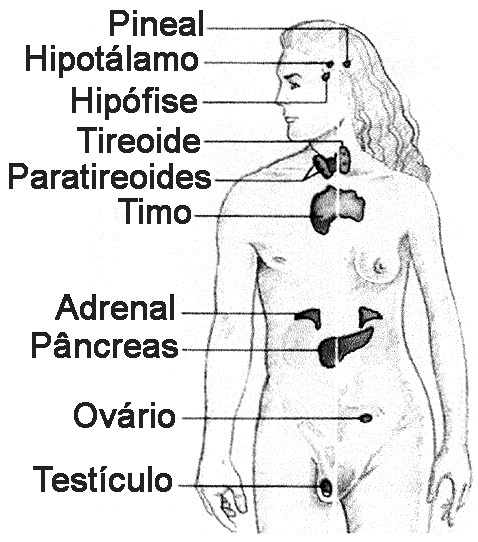 Pineal
Hipotálamo
Hipófise
Tireoide
Paratireoides
Timo
Adrenal
Pâncreas
Ovário
Testículo